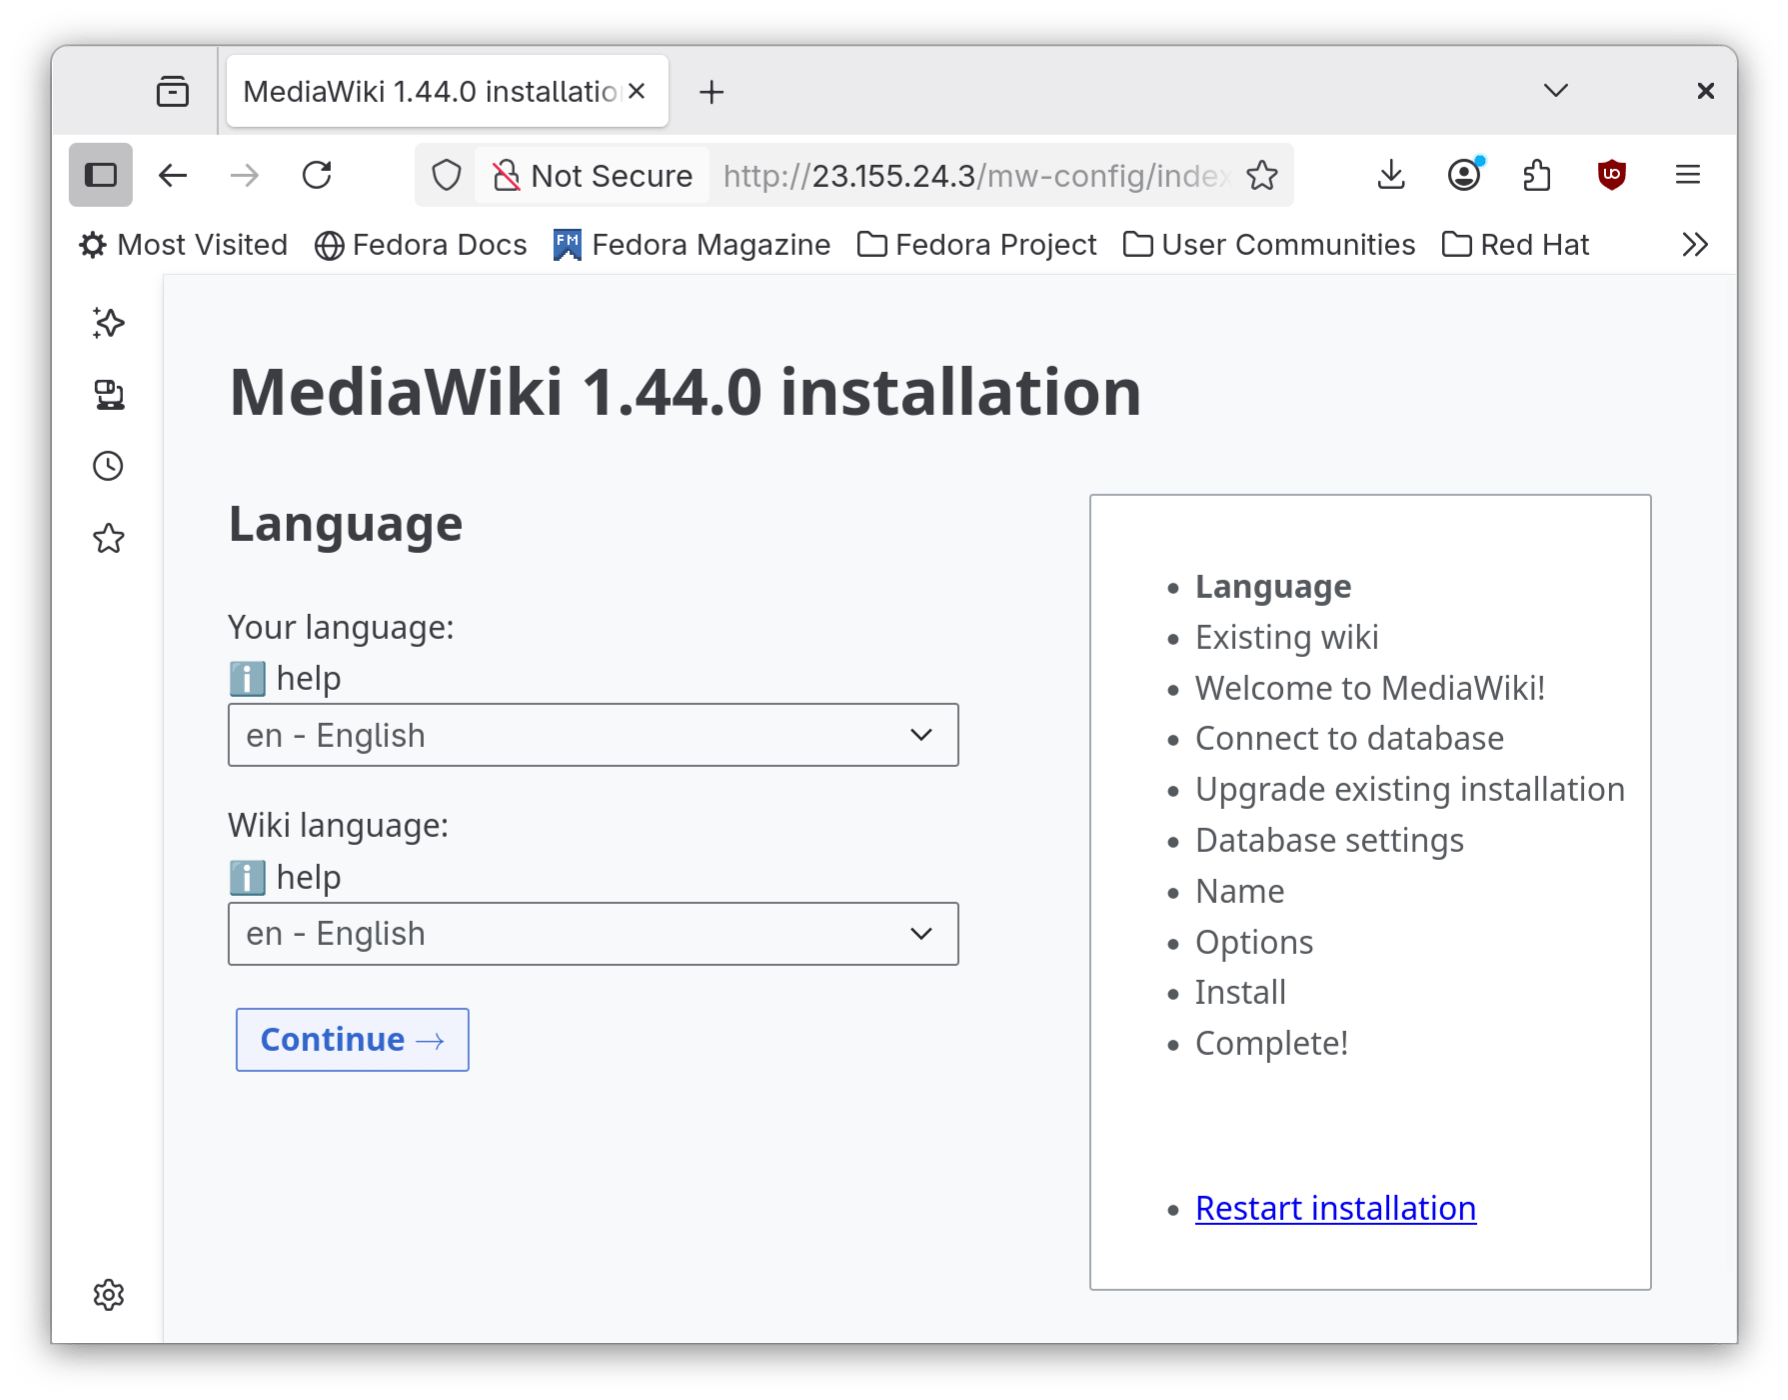 MediaWiki 1.44.0 installatio
Not Secure http://23.155.24.3/mw-config/index
Most Visited Fedora Docs Fedora Magazine Fedora Project User Communities Red Hat
MediaWiki 1.44.0 installation
Language
Your language:
help
en - English
Wiki language:
help
en - English
Continue →
Language
Existing wiki
Welcome to MediaWiki!
Connect to database
Upgrade existing installation
Database settings
Name
Options
Install
Complete!
Restart installation